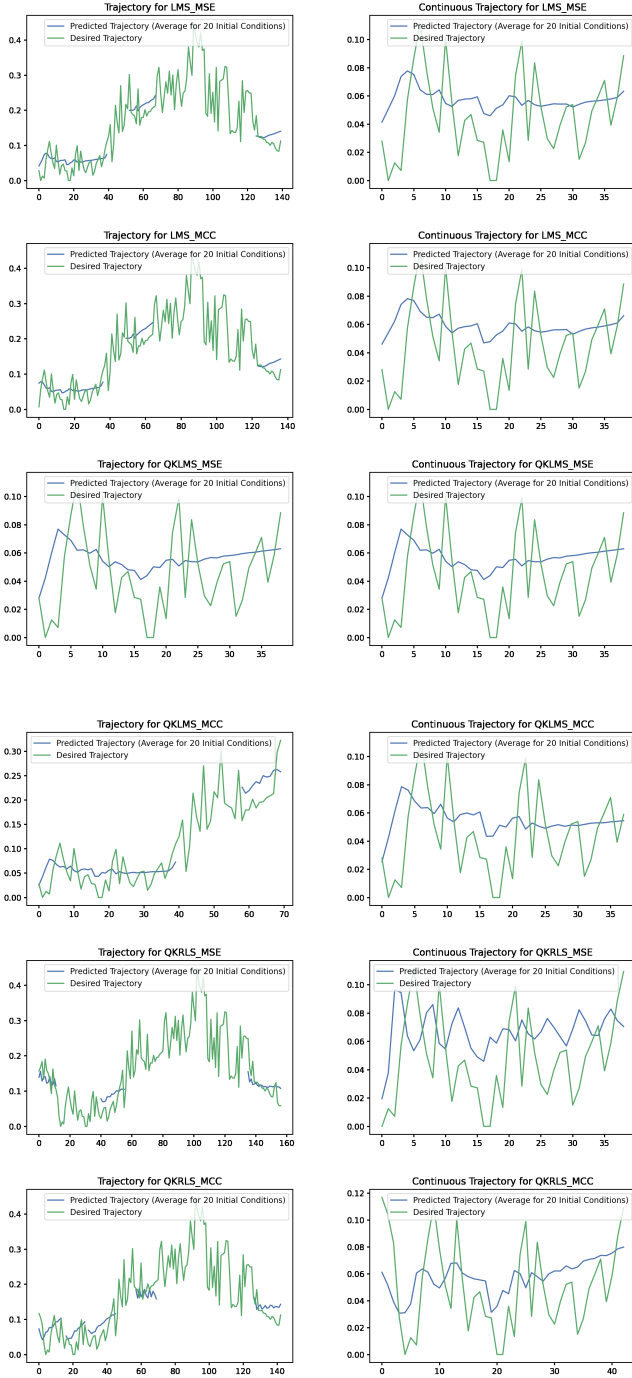 Trajectory for LMS_MSE
Predicted Trajectory (Average for 20 Initial Conditions)
Desired Trajectory
0.4
0.3
0.2
0.1
0.0
0 20 40 60 80 100 120 140
Continuous Trajectory for LMS_MSE
Predicted Trajectory (Average for 20 Initial Conditions)
Desired Trajectory
0.10
0.08
0.06
0.04
0.02
0.00
0 5 10 15 20 25 30 35
Trajectory for LMS_MCC
Predicted Trajectory (Average for 20 Initial Conditions)
Desired Trajectory
0.4
0.3
0.2
0.1
0.0
0 20 40 60 80 100 120 140
Continuous Trajectory for LMS_MCC
Predicted Trajectory (Average for 20 Initial Conditions)
Desired Trajectory
0.10
0.08
0.06
0.04
0.02
0.00
0 5 10 15 20 25 30 35
Trajectory for QKLMS_MSE
Predicted Trajectory (Average for 20 Initial Conditions)
Desired Trajectory
0.10
0.08
0.06
0.04
0.02
0.00
0 5 10 15 20 25 30 35
Continuous Trajectory for QKLMS_MSE
Predicted Trajectory (Average for 20 Initial Conditions)
Desired Trajectory
0.10
0.08
0.06
0.04
0.02
0.00
0 5 10 15 20 25 30 35
Trajectory for QKLMS_MCC
Predicted Trajectory (Average for 20 Initial Conditions)
Desired Trajectory
0.30
0.25
0.20
0.15
0.10
0.05
0.00
0 10 20 30 40 50 60 70
Continuous Trajectory for QKLMS_MCC
Predicted Trajectory (Average for 20 Initial Conditions)
Desired Trajectory
0.10
0.08
0.06
0.04
0.02
0.00
0 5 10 15 20 25 30 35
Trajectory for QKRLS_MSE
Predicted Trajectory (Average for 20 Initial Conditions)
Desired Trajectory
0.4
0.3
0.2
0.1
0.0
0 20 40 60 80 100 120 140 160
Continuous Trajectory for QKRLS_MSE
Predicted Trajectory (Average for 20 Initial Conditions)
Desired Trajectory
0.10
0.08
0.06
0.04
0.02
0.00
0 5 10 15 20 25 30 35
Trajectory for QKRLS_MCC
Predicted Trajectory (Average for 20 Initial Conditions)
Desired Trajectory
0.4
0.3
0.2
0.1
0.0
0 20 40 60 80 100 120 140
Continuous Trajectory for QKRLS_MCC
Predicted Trajectory (Average for 20 Initial Conditions)
Desired Trajectory
0.12
0.10
0.08
0.06
0.04
0.02
0.00
0 10 20 30 40